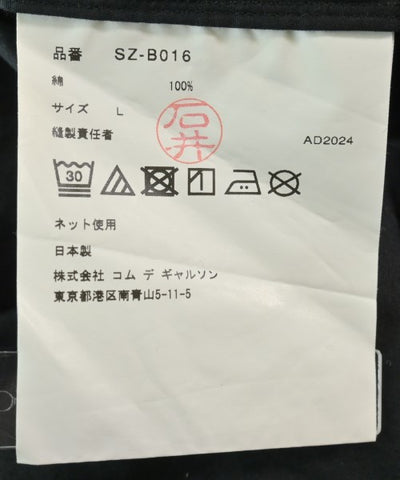 品番 SZ-B016
綿 100%
サイズ L
縫製責任者
石井
AD2024
30
ネット使用
日本製
株式会社 コム デ ギャルソン
東京都港区南青山5-11-5